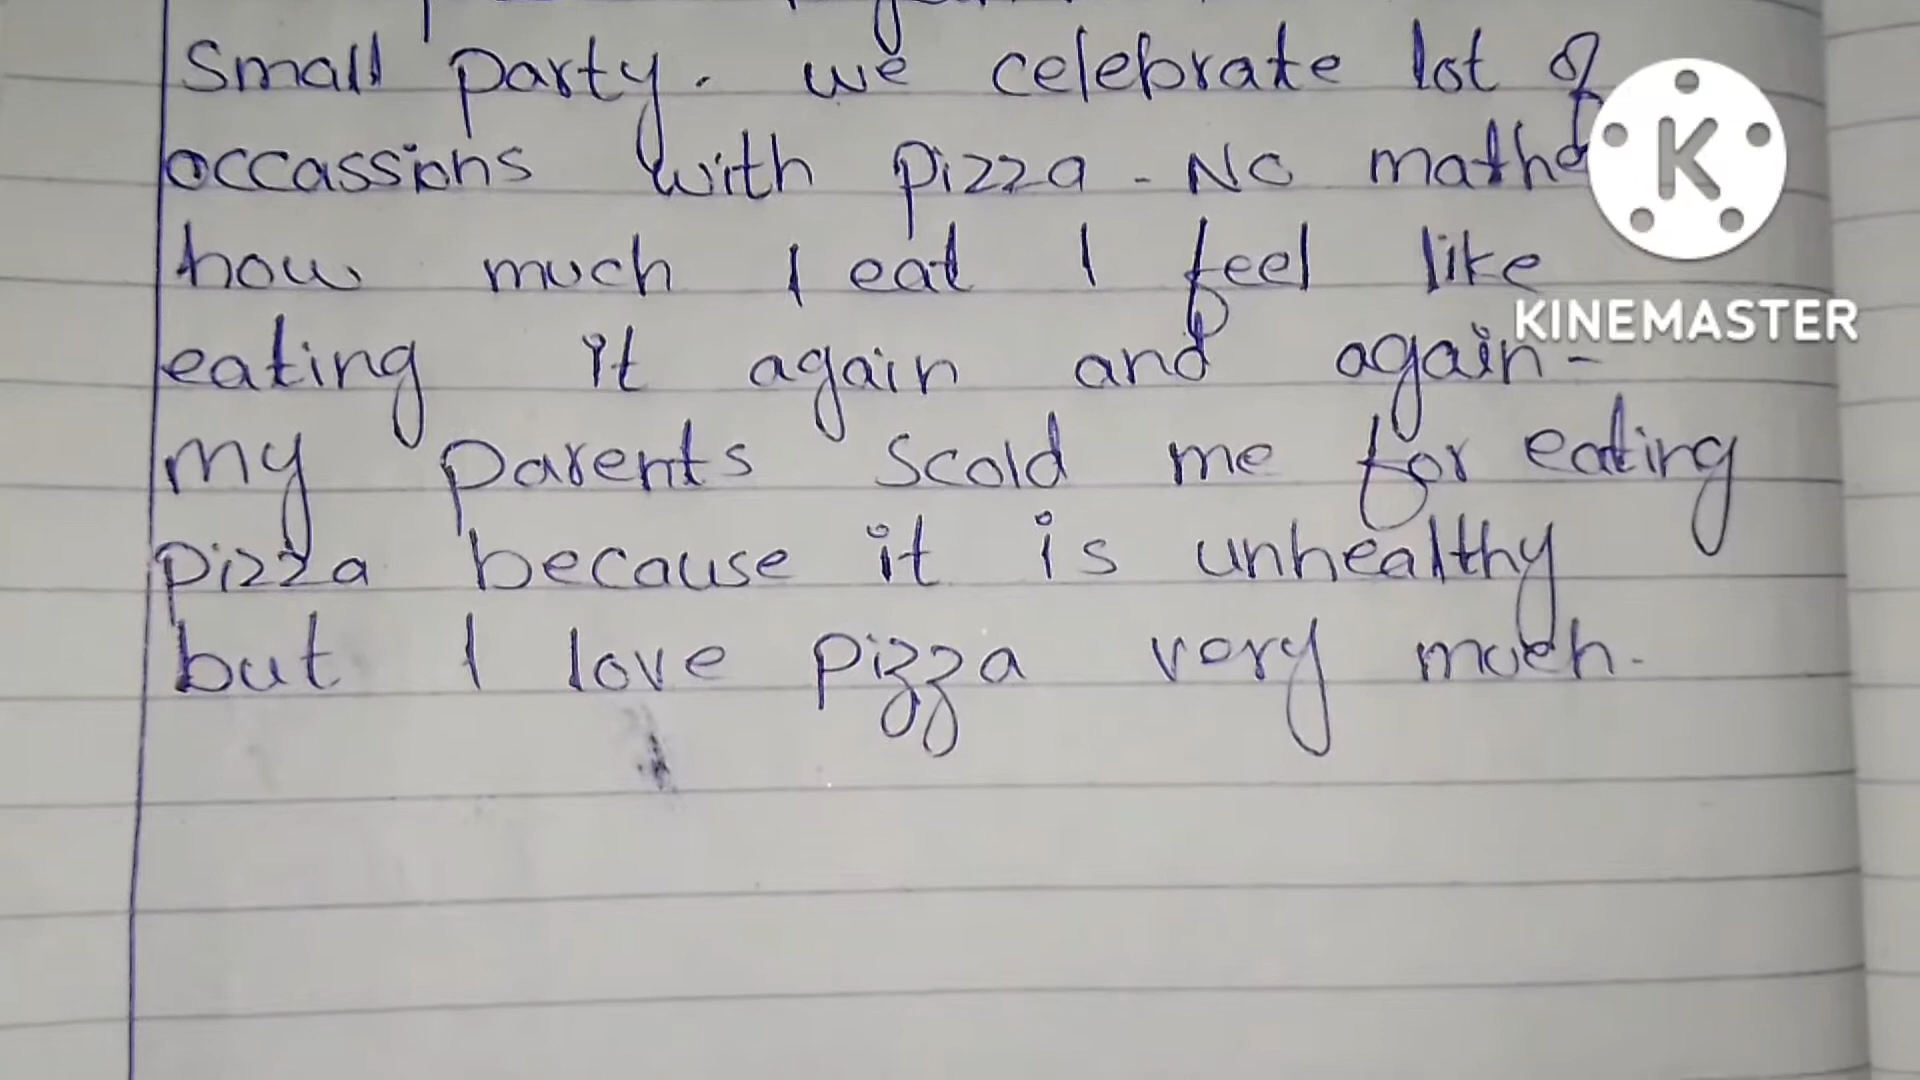 Small party. we celebrate lot of
occassions with pizza. No
how much I eat I feel like
KINEMASTER
eating it again and again.
my parents scold me for eating
pizza because it is unhealthy
but I love pizza very much.